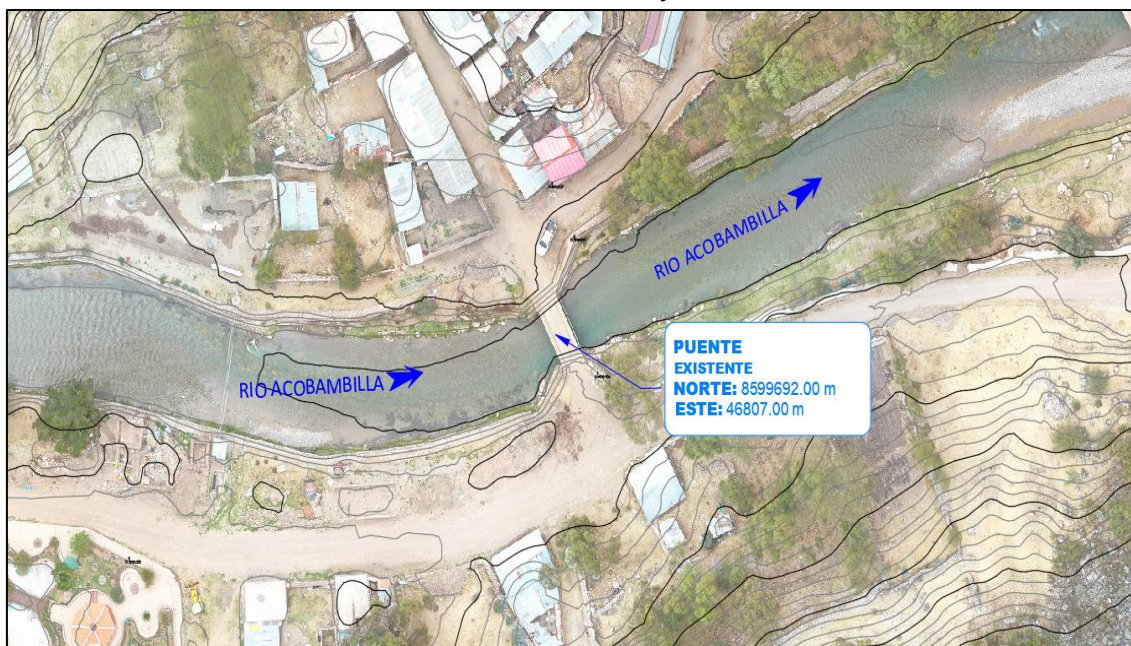 RIO ACOBAMBILLA
PUENTE
EXISTENTE
NORTE: 8599692.00 m
ESTE: 46807.00 m
RIO ACOBAMBILLA